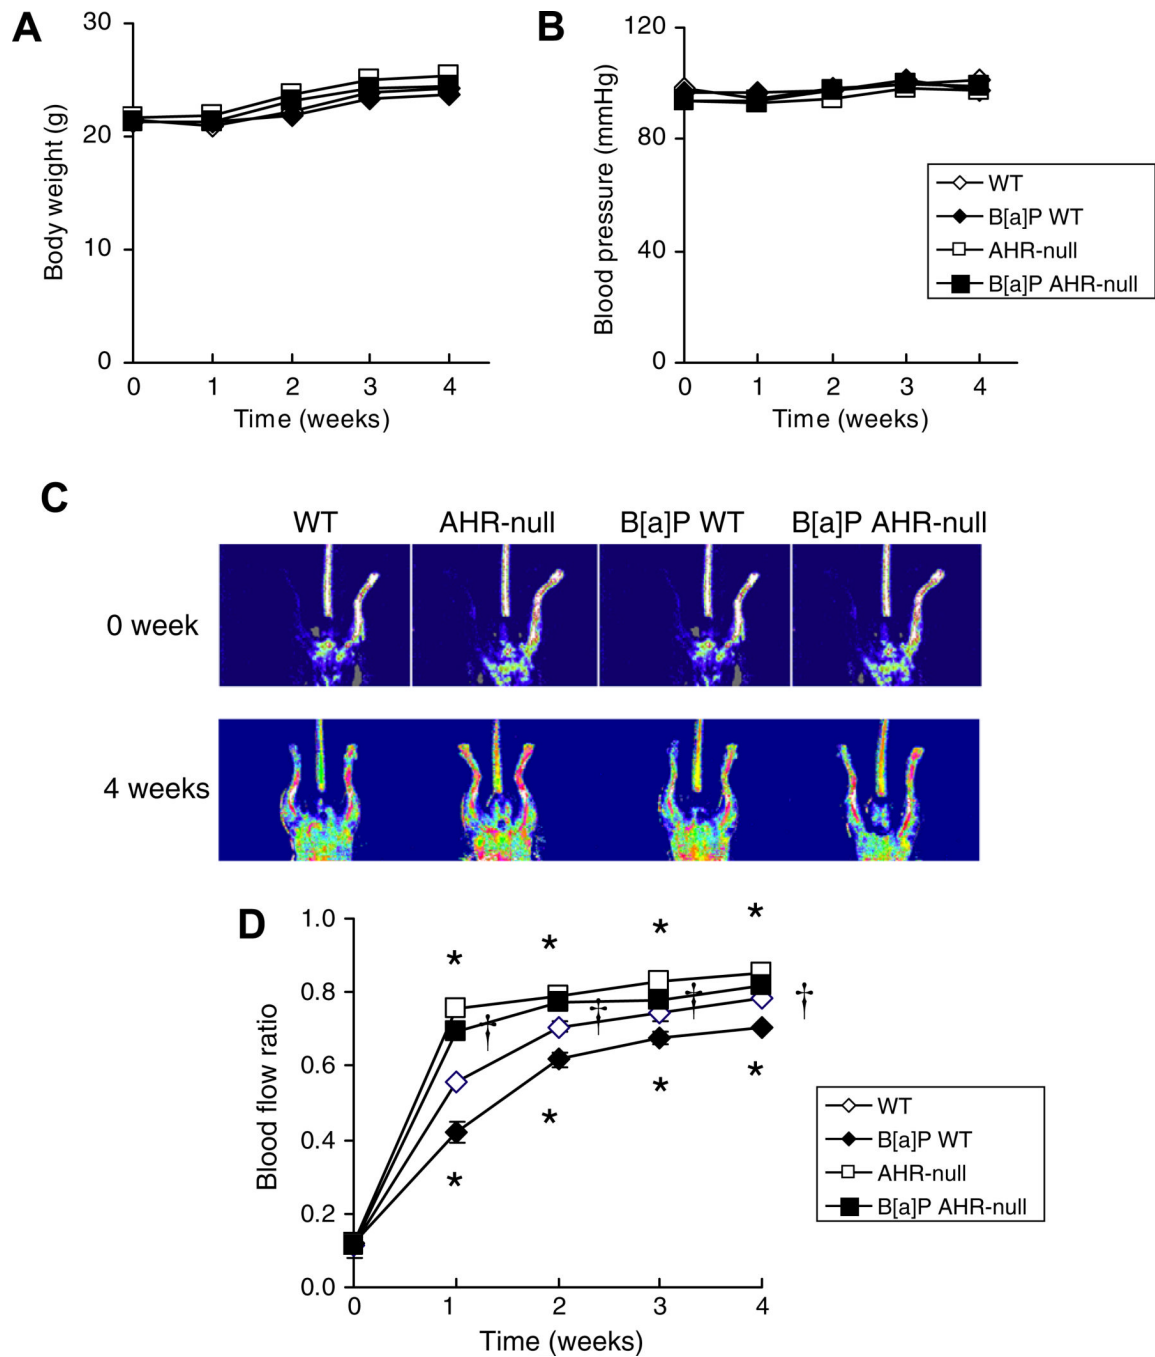 A
30
20
10
0
Body weight (g)
0 1 2 3 4
Time (weeks)
B
120
80
40
0
Blood pressure (mmHg)
0 1 2 3 4
Time (weeks)
WT
B[a]P WT
AHR-null
B[a]P AHR-null
C
WT AHR-null B[a]P WT B[a]P AHR-null
0 week
4 weeks
D
1.0
0.8
0.6
0.4
0.2
0.0
Blood flow ratio
* * * *
† † † †
* * * *
0 1 2 3 4
Time (weeks)
WT
B[a]P WT
AHR-null
B[a]P AHR-null